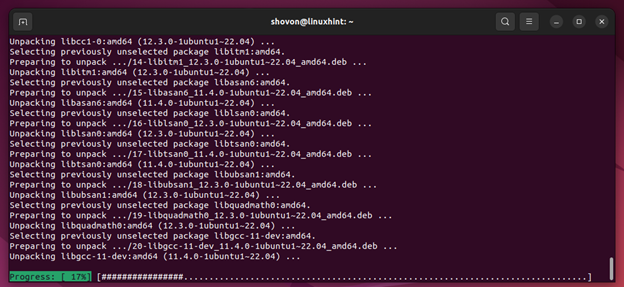 shovon@linuxhint: ~
Unpacking libcc1-0:amd64 (12.3.0-1ubuntu1~22.04) ...
Selecting previously unselected package libitm1:amd64.
Preparing to unpack .../14-libitm1_12.3.0-1ubuntu1~22.04_amd64.deb ...
Unpacking libitm1:amd64 (12.3.0-1ubuntu1~22.04) ...
Selecting previously unselected package libasan6:amd64.
Preparing to unpack .../15-libasan6_11.4.0-1ubuntu1~22.04_amd64.deb ...
Unpacking libasan6:amd64 (11.4.0-1ubuntu1~22.04) ...
Selecting previously unselected package liblsan0:amd64.
Preparing to unpack .../16-liblsan0_12.3.0-1ubuntu1~22.04_amd64.deb ...
Unpacking liblsan0:amd64 (12.3.0-1ubuntu1~22.04) ...
Selecting previously unselected package libtsan0:amd64.
Preparing to unpack .../17-libtsan0_11.4.0-1ubuntu1~22.04_amd64.deb ...
Unpacking libtsan0:amd64 (11.4.0-1ubuntu1~22.04) ...
Selecting previously unselected package libubsan1:amd64.
Preparing to unpack .../18-libubsan1_12.3.0-1ubuntu1~22.04_amd64.deb ...
Unpacking libubsan1:amd64 (12.3.0-1ubuntu1~22.04) ...
Selecting previously unselected package libquadmath0:amd64.
Preparing to unpack .../19-libquadmath0_12.3.0-1ubuntu1~22.04_amd64.deb ...
Unpacking libquadmath0:amd64 (12.3.0-1ubuntu1~22.04) ...
Selecting previously unselected package libgcc-11-dev:amd64.
Preparing to unpack .../20-libgcc-11-dev_11.4.0-1ubuntu1~22.04_amd64.deb ...
Unpacking libgcc-11-dev:amd64 (11.4.0-1ubuntu1~22.04) ...
Progress: [ 17%] [################................................................................]